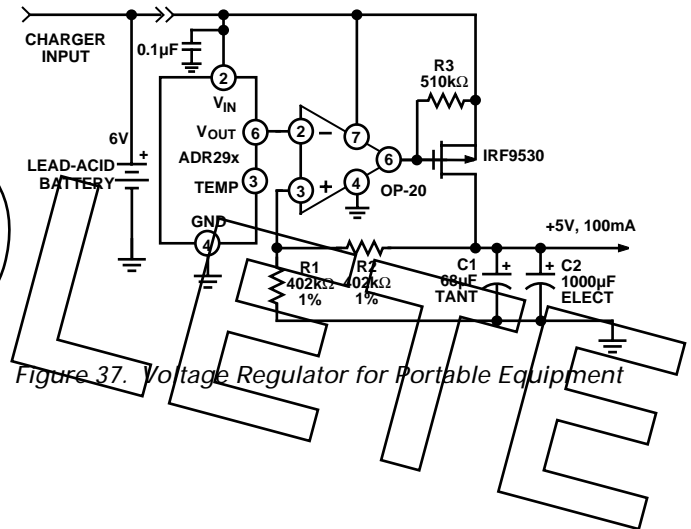 CHARGER
INPUT
0.1µF
2
VIN
R3
510kΩ
6V
+
LEAD-ACID
BATTERY
VOUT
6
ADR29x
TEMP
3
GND
4
2
−
7
6
3
+
4
OP-20
IRF9530
+5V, 100mA
R1
402kΩ
1%
R2
402kΩ
1%
C1
68µF
TANT
+
C2
1000µF
ELECT
+
Figure 37. Voltage Regulator for Portable Equipment
LETE